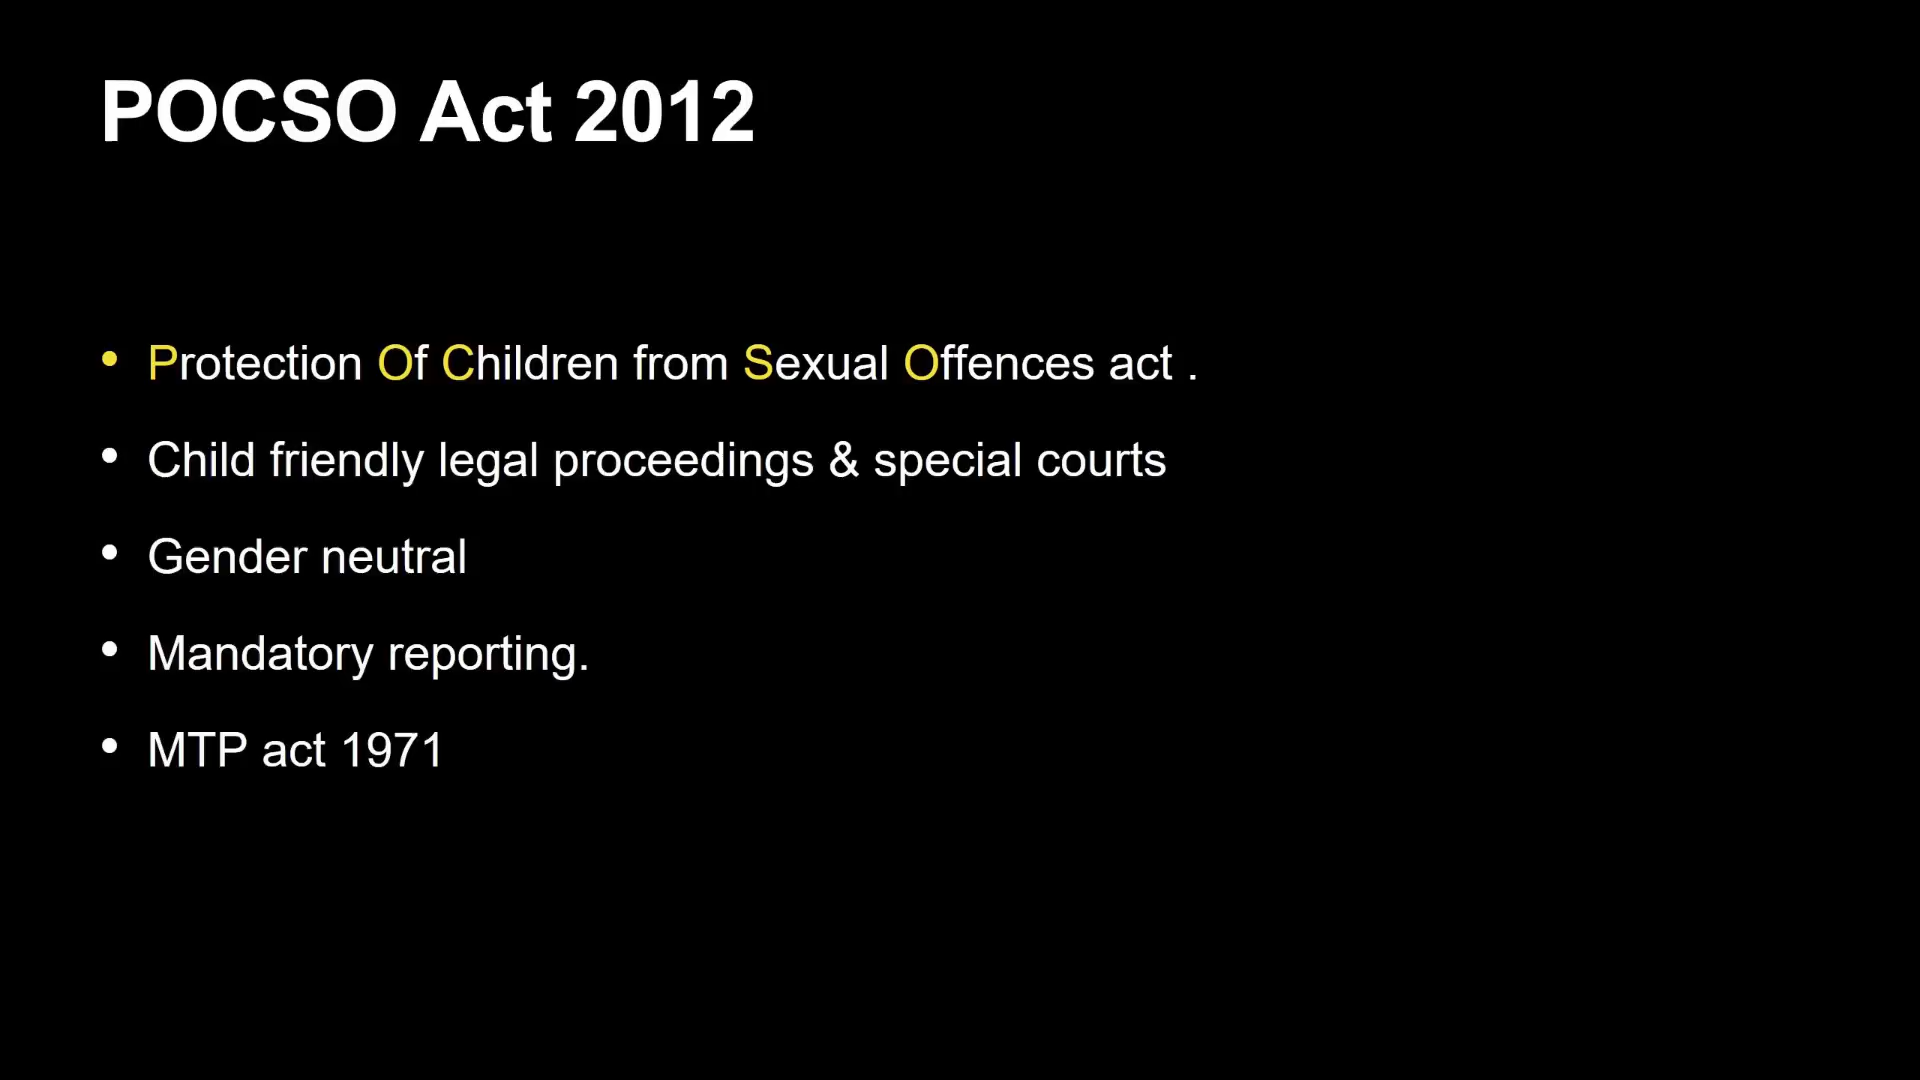 POCSO Act 2012
• Protection Of Children from Sexual Offences act .
• Child friendly legal proceedings & special courts
• Gender neutral
• Mandatory reporting.
• MTP act 1971